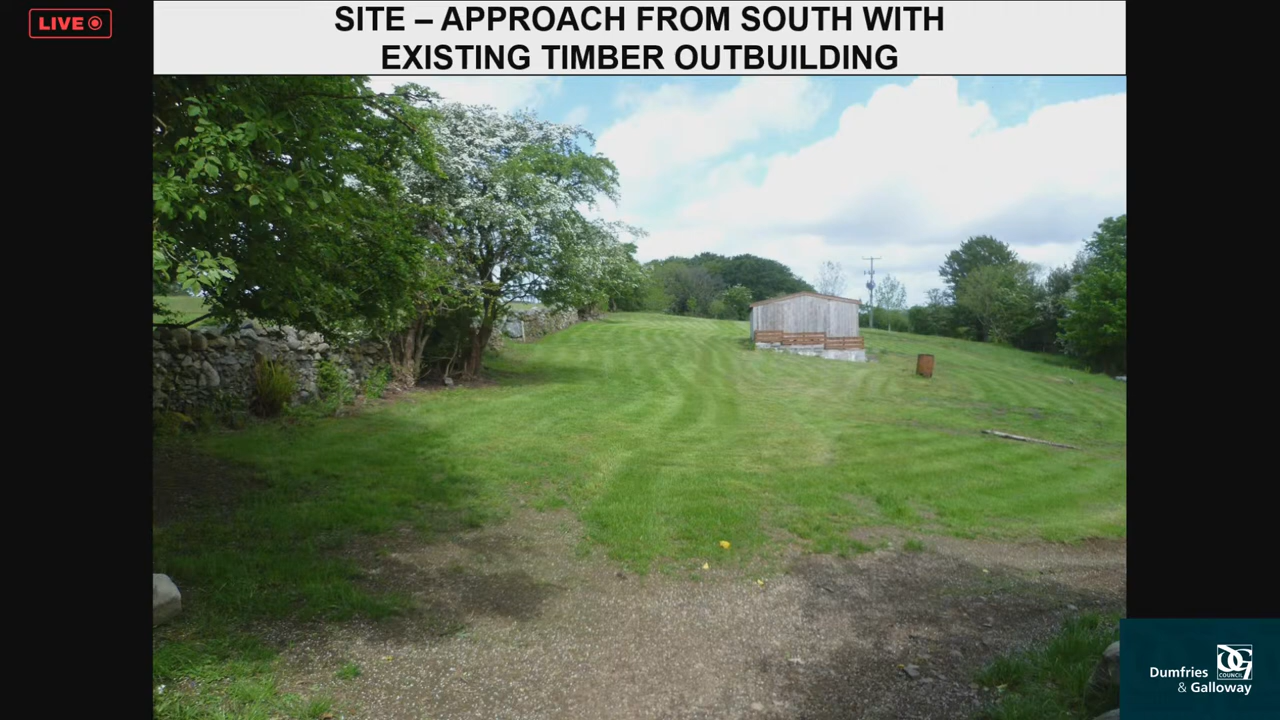 LIVE
SITE – APPROACH FROM SOUTH WITH
EXISTING TIMBER OUTBUILDING
Dumfries
& Galloway
COUNCIL